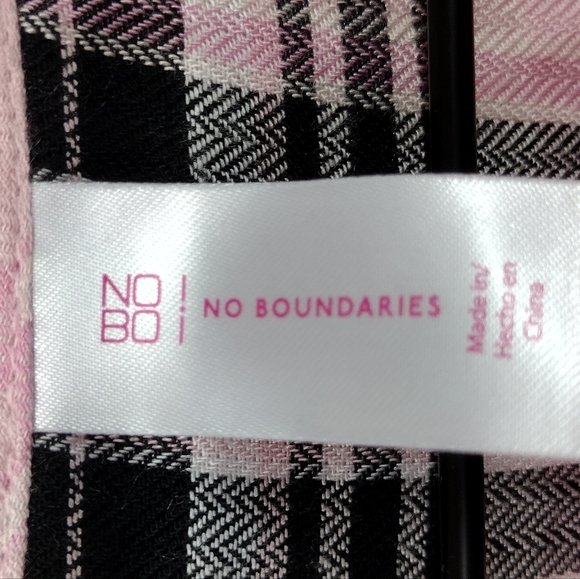 NO
BO
NO BOUNDARIES
Made in/
Hecho en
China